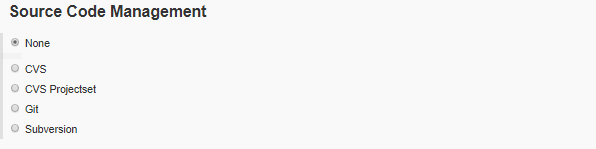 Source Code Management
None
CVS
CVS Projectset
Git
Subversion